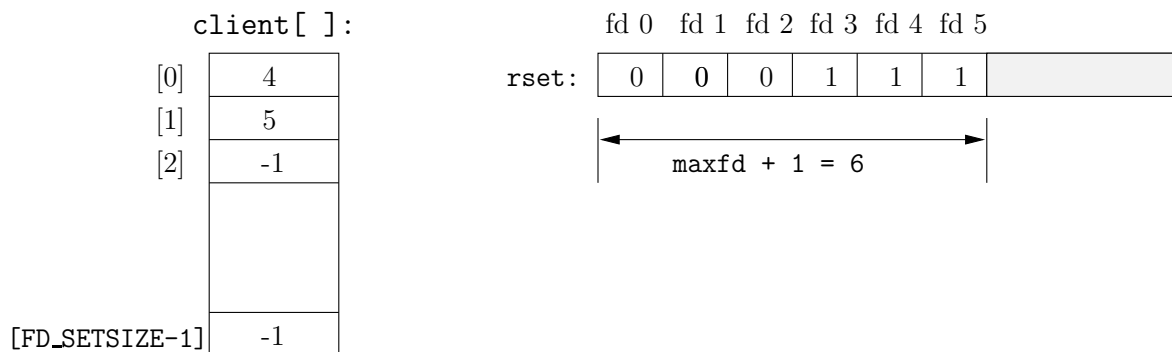 client[ ]:
fd 0 fd 1 fd 2 fd 3 fd 4 fd 5
[0] 4
rset: 0 0 0 1 1 1
[1] 5
[2] -1
maxfd + 1 = 6
[FD_SETSIZE-1] -1